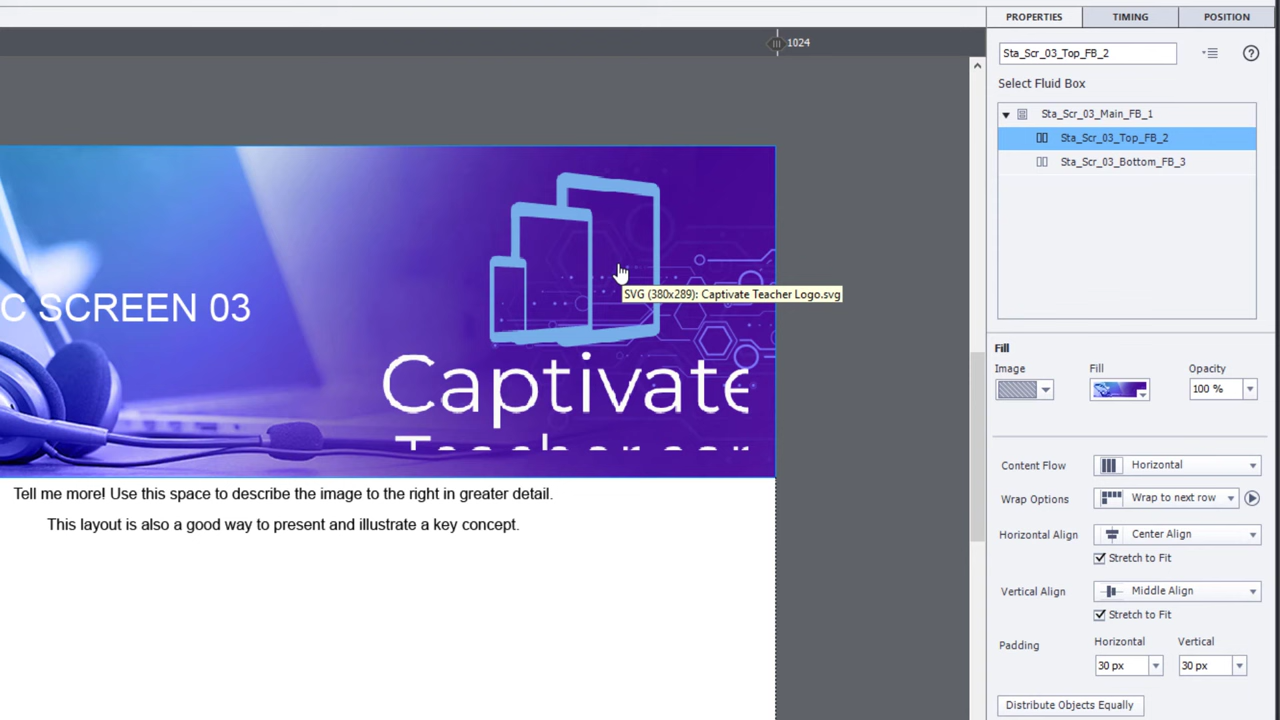 PROPERTIES
TIMING
POSITION
1024
Sta_Scr_03_Top_FB_2
Select Fluid Box
Sta_Scr_03_Main_FB_1
Sta_Scr_03_Top_FB_2
Sta_Scr_03_Bottom_FB_3
SVG (380x289): Captivate Teacher Logo.svg
C SCREEN 03
Captivate
Teacher.com
Tell me more! Use this space to describe the image to the right in greater detail.
This layout is also a good way to present and illustrate a key concept.
Fill
Image
Fill
Opacity
100 %
Content Flow
Horizontal
Wrap Options
Wrap to next row
Horizontal Align
Center Align
Stretch to Fit
Vertical Align
Middle Align
Stretch to Fit
Padding
Horizontal
Vertical
30 px
30 px
Distribute Objects Equally